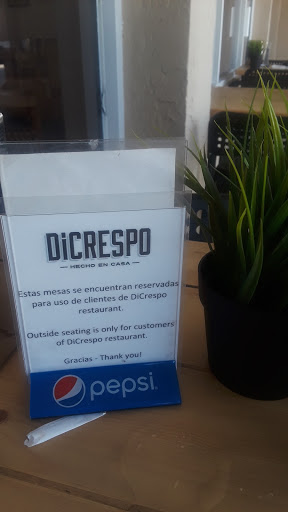 DiCRESPO
— HECHO EN CASA —
Estas mesas se encuentran reservadas
para uso de clientes de DiCrespo
restaurant.
Outside seating is only for customers
of DiCrespo restaurant.
Gracias - Thank you!
pepsi